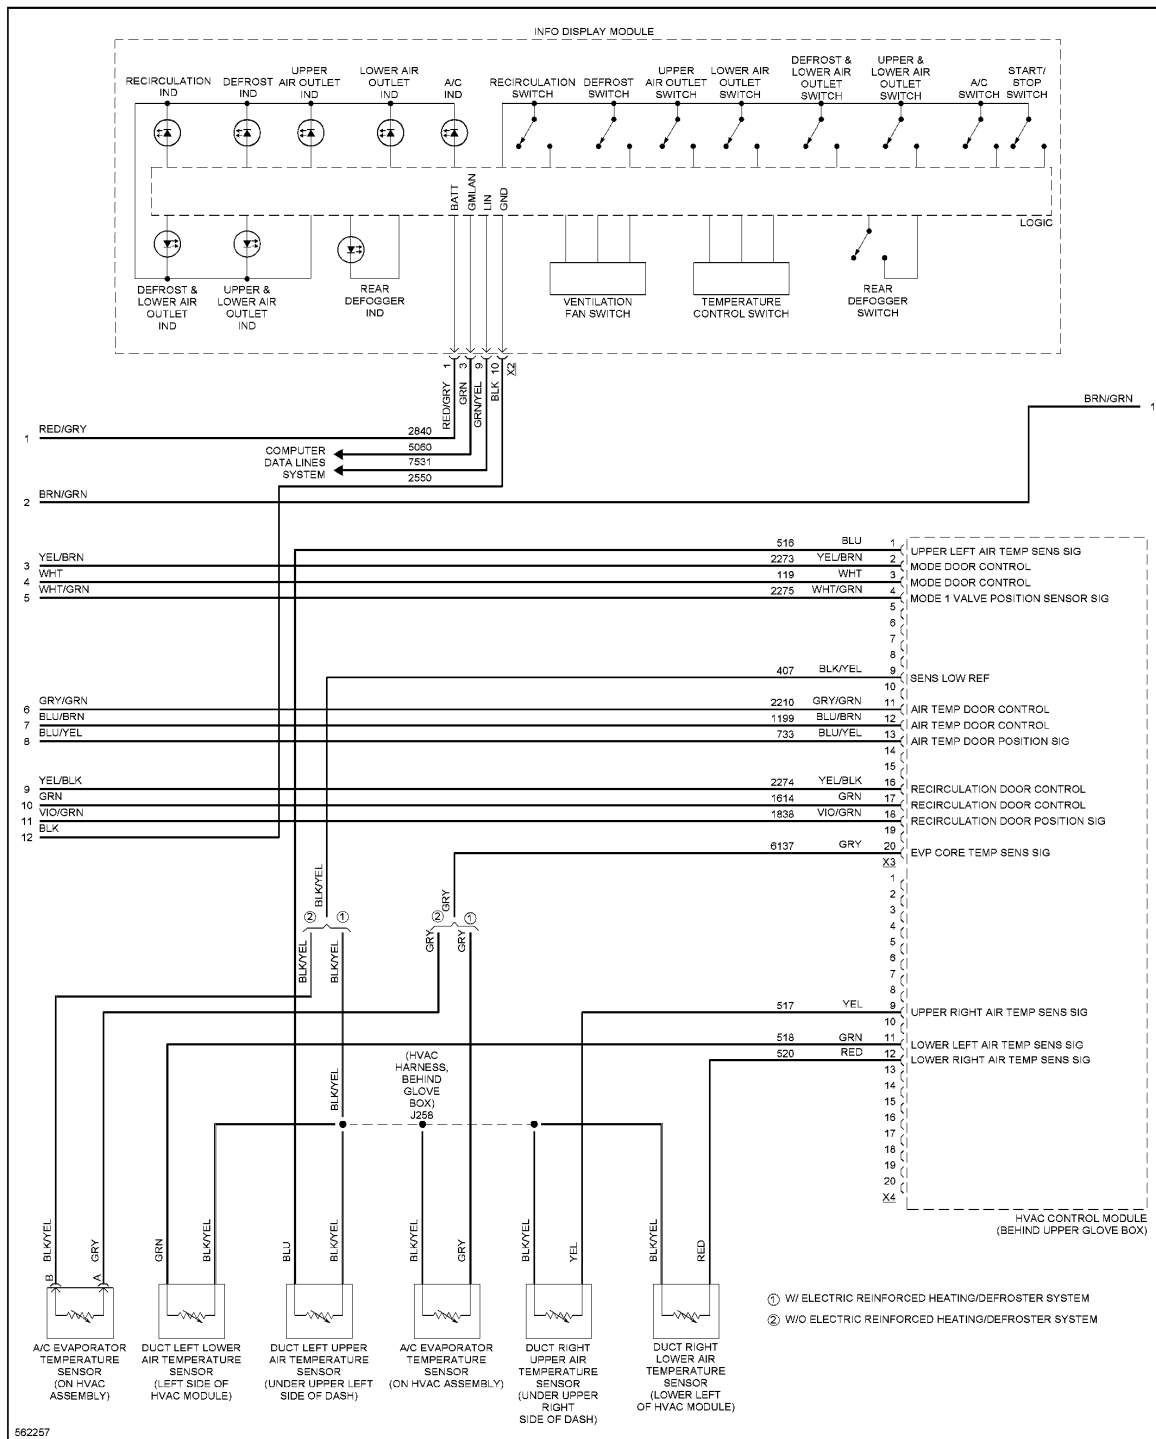 INFO DISPLAY MODULE
RECIRCULATION
IND
DEFROST
IND
UPPER
AIR OUTLET
IND
LOWER AIR
OUTLET
IND
A/C
IND
RECIRCULATION
SWITCH
DEFROST
SWITCH
UPPER
AIR OUTLET
SWITCH
LOWER AIR
OUTLET
SWITCH
DEFROST &
LOWER AIR
OUTLET
SWITCH
UPPER &
LOWER AIR
OUTLET
SWITCH
A/C
SWITCH
START/
STOP
SWITCH
BATT
GMLAN
LIN
GND
LOGIC
DEFROST &
LOWER AIR
OUTLET
IND
UPPER &
LOWER AIR
OUTLET
IND
REAR
DEFOGGER
IND
VENTILATION
FAN SWITCH
TEMPERATURE
CONTROL SWITCH
REAR
DEFOGGER
SWITCH
1
3
9
10
X2
RED/GRY
GRN
GRN/YEL
BLK
BRN/GRN
1
1
RED/GRY
2840
COMPUTER
DATA LINES
SYSTEM
5060
7531
2550
2
BRN/GRN
516 BLU 1 UPPER LEFT AIR TEMP SENS SIG
3 YEL/BRN 2273 YEL/BRN 2 MODE DOOR CONTROL
4 WHT 119 WHT 3 MODE DOOR CONTROL
5 WHT/GRN 2275 WHT/GRN 4 MODE 1 VALVE POSITION SENSOR SIG
5
6
7
8
407 BLK/YEL 9 SENS LOW REF
10
6 GRY/GRN 2210 GRY/GRN 11 AIR TEMP DOOR CONTROL
7 BLU/BRN 1199 BLU/BRN 12 AIR TEMP DOOR CONTROL
8 BLU/YEL 733 BLU/YEL 13 AIR TEMP DOOR POSITION SIG
14
15
9 YEL/BLK 2274 YEL/BLK 16 RECIRCULATION DOOR CONTROL
10 GRN 1614 GRN 17 RECIRCULATION DOOR CONTROL
11 VIO/GRN 1838 VIO/GRN 18 RECIRCULATION DOOR POSITION SIG
12 BLK
19
6137 GRY 20 EVP CORE TEMP SENS SIG
X3
1
2
3
4
5
6
7
8
517 YEL 9 UPPER RIGHT AIR TEMP SENS SIG
10
518 GRN 11 LOWER LEFT AIR TEMP SENS SIG
520 RED 12 LOWER RIGHT AIR TEMP SENS SIG
13
14
15
16
17
18
19
20
X4
HVAC CONTROL MODULE
(BEHIND UPPER GLOVE BOX)
BLK/YEL
2
1
BLK/YEL
BLK/YEL
GRY
2
1
GRY
GRY
BLK/YEL
(HVAC
HARNESS,
BEHIND
GLOVE
BOX)
J258
BLK/YEL
GRY
GRN
BLK/YEL
BLU
BLK/YEL
BLK/YEL
GRY
BLK/YEL
YEL
BLK/YEL
RED
B
A
A/C EVAPORATOR
TEMPERATURE
SENSOR
(ON HVAC
ASSEMBLY)
DUCT LEFT LOWER
AIR TEMPERATURE
SENSOR
(LEFT SIDE OF
HVAC MODULE)
DUCT LEFT UPPER
AIR TEMPERATURE
SENSOR
(UNDER UPPER LEFT
SIDE OF DASH)
A/C EVAPORATOR
TEMPERATURE
SENSOR
(ON HVAC ASSEMBLY)
DUCT RIGHT
UPPER AIR
TEMPERATURE
SENSOR
(UNDER UPPER
RIGHT
SIDE OF DASH)
DUCT RIGHT
LOWER AIR
TEMPERATURE
SENSOR
(LOWER LEFT
OF HVAC MODULE)
1 W/ ELECTRIC REINFORCED HEATING/DEFROSTER SYSTEM
2 W/O ELECTRIC REINFORCED HEATING/DEFROSTER SYSTEM
562257